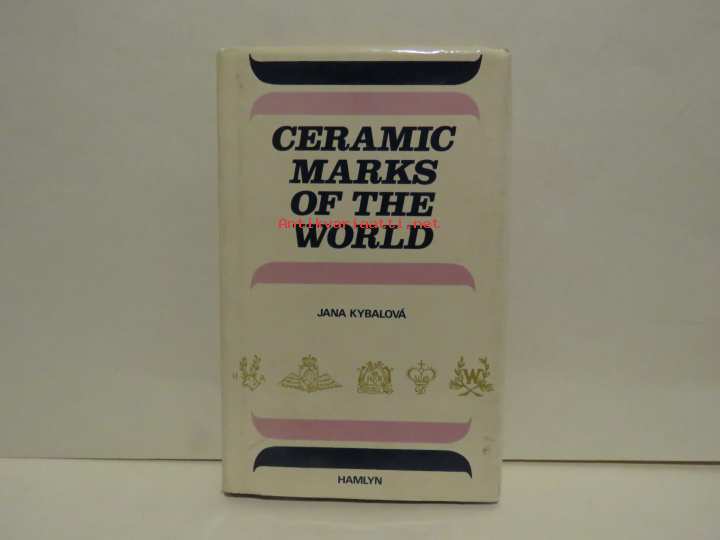 CERAMIC
MARKS
OF THE
Antikvariaatti.net
WORLD
JANA KYBALOVÁ
W
HAMLYN